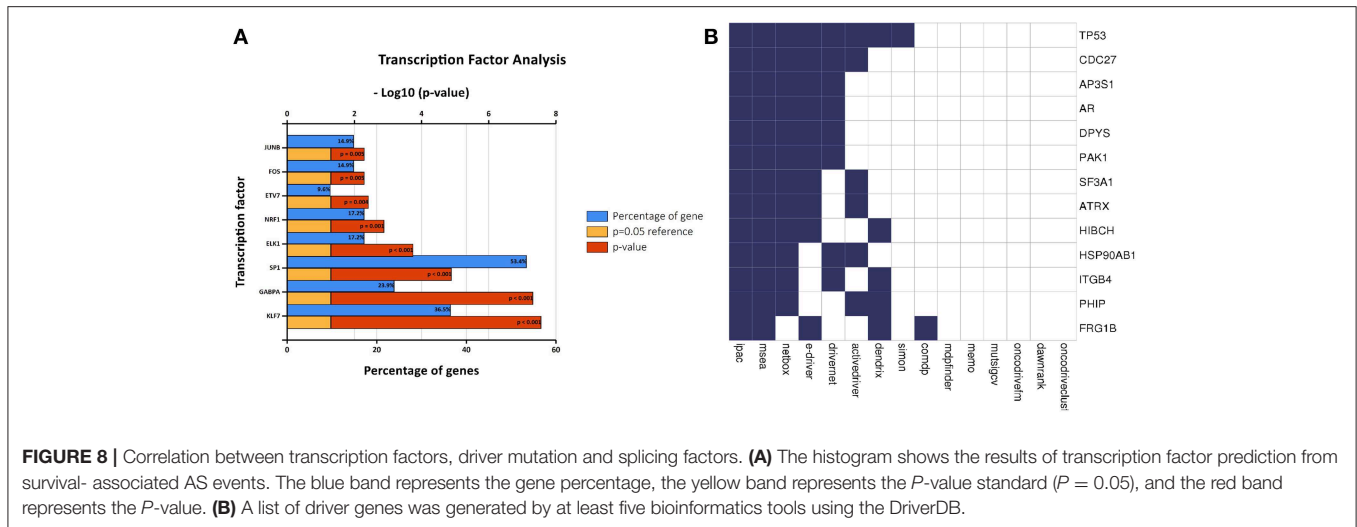 A
Transcription Factor Analysis
- Log10 (p-value)
0 2 4 6 8
Transcription factor
JUNB 14.9%
p = 0.005
FOS 14.9%
p = 0.005
ETV7 9.6%
p = 0.004
NRF1 17.2%
p = 0.001
ELK1 17.2%
p < 0.001
SP1 53.4%
p < 0.001
GABPA 23.9%
p < 0.001
KLF7 36.5%
p < 0.001
0 20 40 60
Percentage of genes
Percentage of gene
p=0.05 reference
p-value
B
TP53
CDC27
AP3S1
AR
DPYS
PAK1
SF3A1
ATRX
HIBCH
HSP90AB1
ITGB4
PHIP
FRG1B
ipac
msea
netbox
e-driver
drivernet
activedriver
dendrix
simon
comdp
mdpfinder
memo
mutsigcv
oncodrivefm
dawnrank
oncodriveclust
FIGURE 8 | Correlation between transcription factors, driver mutation and splicing factors. (A) The histogram shows the results of transcription factor prediction from
survival- associated AS events. The blue band represents the gene percentage, the yellow band represents the P-value standard (P = 0.05), and the red band
represents the P-value. (B) A list of driver genes was generated by at least five bioinformatics tools using the DriverDB.